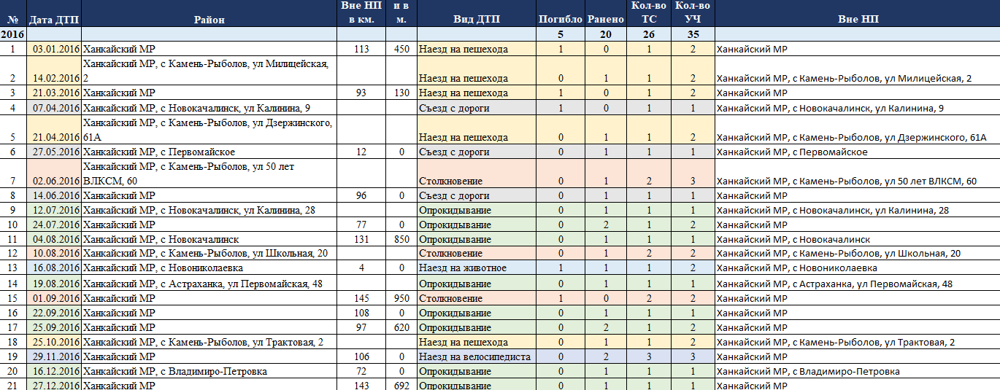 № Дата ДТП Район Вне НП в км. и в м. Вид ДТП Погибло Ранено Кол-во ТС Кол-во УЧ Вне НП
2016 5 20 26 35
1 03.01.2016 Ханкайский МР 113 450 Наезд на пешехода 1 0 1 2 Ханкайский МР
2 14.02.2016 Ханкайский МР, с Камень-Рыболов, ул Милицейская, 2 Наезд на пешехода 0 1 1 2 Ханкайский МР, с Камень-Рыболов, ул Милицейская, 2
3 21.03.2016 Ханкайский МР 93 130 Наезд на пешехода 1 0 1 2 Ханкайский МР
4 07.04.2016 Ханкайский МР, с Новокачалинск, ул Калинина, 9 Съезд с дороги 1 0 1 1 Ханкайский МР, с Новокачалинск, ул Калинина, 9
5 21.04.2016 Ханкайский МР, с Камень-Рыболов, ул Дзержинского, 61А Наезд на пешехода 0 1 1 2 Ханкайский МР, с Камень-Рыболов, ул Дзержинского, 61А
6 27.05.2016 Ханкайский МР, с Первомайское 12 0 Съезд с дороги 0 1 1 1 Ханкайский МР, с Первомайское
7 02.06.2016 Ханкайский МР, с Камень-Рыболов, ул 50 лет ВЛКСМ, 60 Столкновение 0 1 2 3 Ханкайский МР, с Камень-Рыболов, ул 50 лет ВЛКСМ, 60
8 14.06.2016 Ханкайский МР 96 0 Съезд с дороги 0 1 1 1 Ханкайский МР
9 12.07.2016 Ханкайский МР, с Новокачалинск, ул Калинина, 28 Опрокидывание 0 1 1 1 Ханкайский МР, с Новокачалинск, ул Калинина, 28
10 24.07.2016 Ханкайский МР 77 0 Опрокидывание 0 2 1 2 Ханкайский МР
11 04.08.2016 Ханкайский МР, с Новокачалинск 131 850 Опрокидывание 0 1 1 1 Ханкайский МР, с Новокачалинск
12 10.08.2016 Ханкайский МР, с Камень-Рыболов, ул Школьная, 20 Столкновение 0 1 2 2 Ханкайский МР, с Камень-Рыболов, ул Школьная, 20
13 16.08.2016 Ханкайский МР, с Новониколаевка 4 0 Наезд на животное 1 1 1 2 Ханкайский МР, с Новониколаевка
14 19.08.2016 Ханкайский МР, с Астраханка, ул Первомайская, 48 Опрокидывание 0 1 1 1 Ханкайский МР, с Астраханка, ул Первомайская, 48
15 01.09.2016 Ханкайский МР 145 950 Столкновение 1 0 2 2 Ханкайский МР
16 22.09.2016 Ханкайский МР 108 0 Опрокидывание 0 1 1 1 Ханкайский МР
17 25.09.2016 Ханкайский МР 97 620 Опрокидывание 0 2 1 2 Ханкайский МР
18 25.10.2016 Ханкайский МР, с Камень-Рыболов, ул Трактовая, 2 Наезд на пешехода 0 1 1 2 Ханкайский МР, с Камень-Рыболов, ул Трактовая, 2
19 29.11.2016 Ханкайский МР 106 0 Наезд на велосипедиста 0 2 3 3 Ханкайский МР
20 16.12.2016 Ханкайский МР, с Владимиро-Петровка 72 0 Опрокидывание 0 1 1 1 Ханкайский МР, с Владимиро-Петровка
21 27.12.2016 Ханкайский МР 143 692 Опрокидывание 0 1 1 1 Ханкайский МР